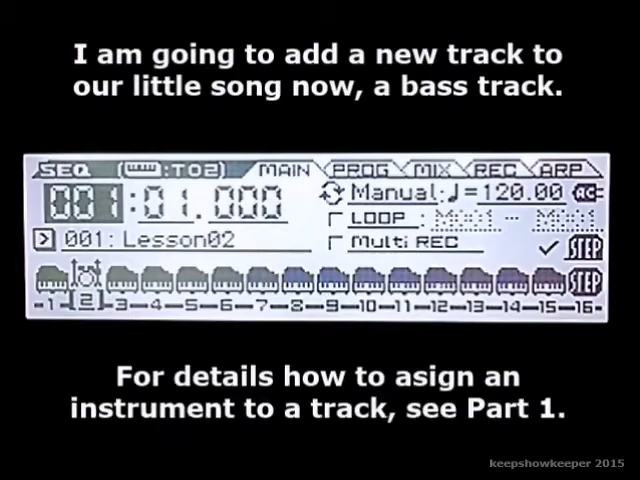 I am going to add a new track to
our little song now, a bass track.
SEQ :T02 MAIN PROG MIX REC ARP
001:01.000 Manual:♩=120.00
LOOP : M001 -- M001
001: Lesson02 Multi REC STEP
STEP
1 2 3 4 5 6 7 8 9 10 11 12 13 14 15 16
For details how to asign an
instrument to a track, see Part 1.
keepshowkeeper 2015